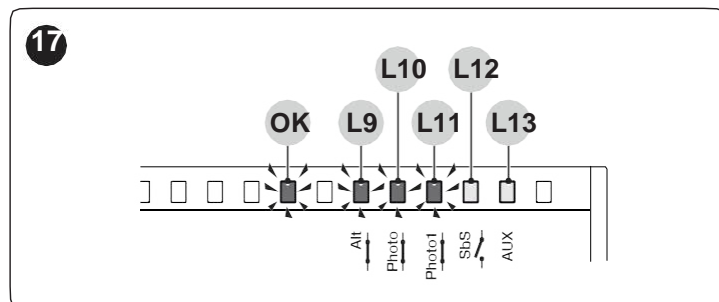 17
L10 L12
OK L9 L11 L13
Alt
Photo
Photo1
SbS
AUX